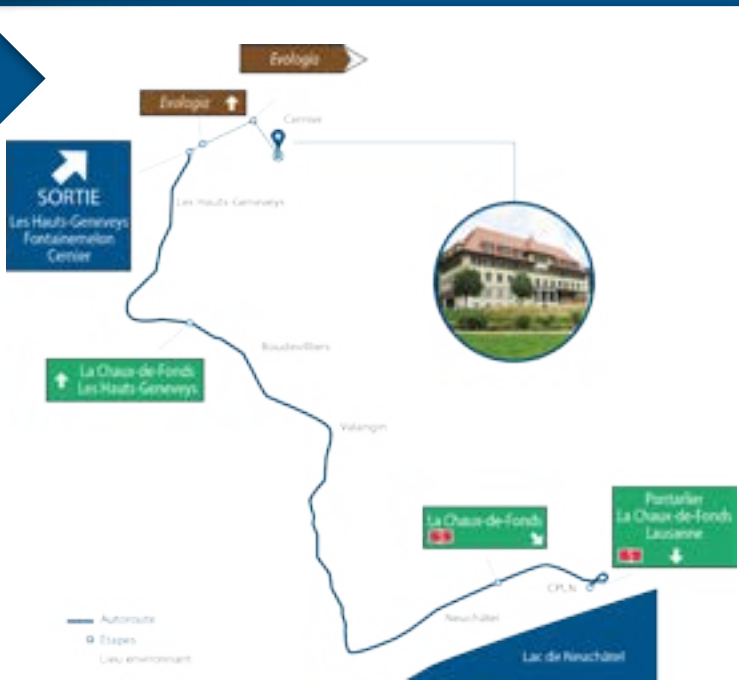 Evologia
Evologia
Cernier
SORTIE
Les Hauts-Geneveys
Fontainemelon
Cernier
Les Hauts-Geneveys
La Chaux-de-Fonds
Les Hauts-Geneveys
Boudevilliers
Valangin
La Chaux-de-Fonds
Pontarlier
La Chaux-de-Fonds
Lausanne
CPLN
Neuchâtel
Lac de Neuchâtel
Autoroute
Etapes
Lieu environnant